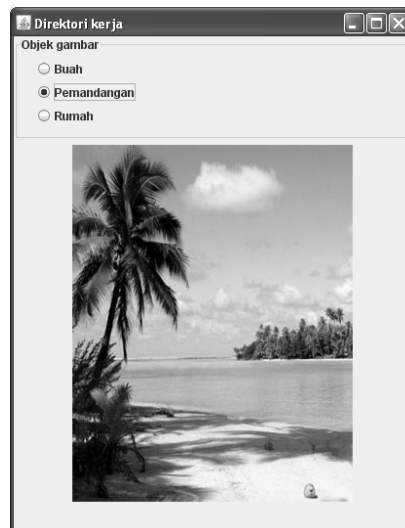 Direktori kerja
Objek gambar
Buah
Pemandangan
Rumah